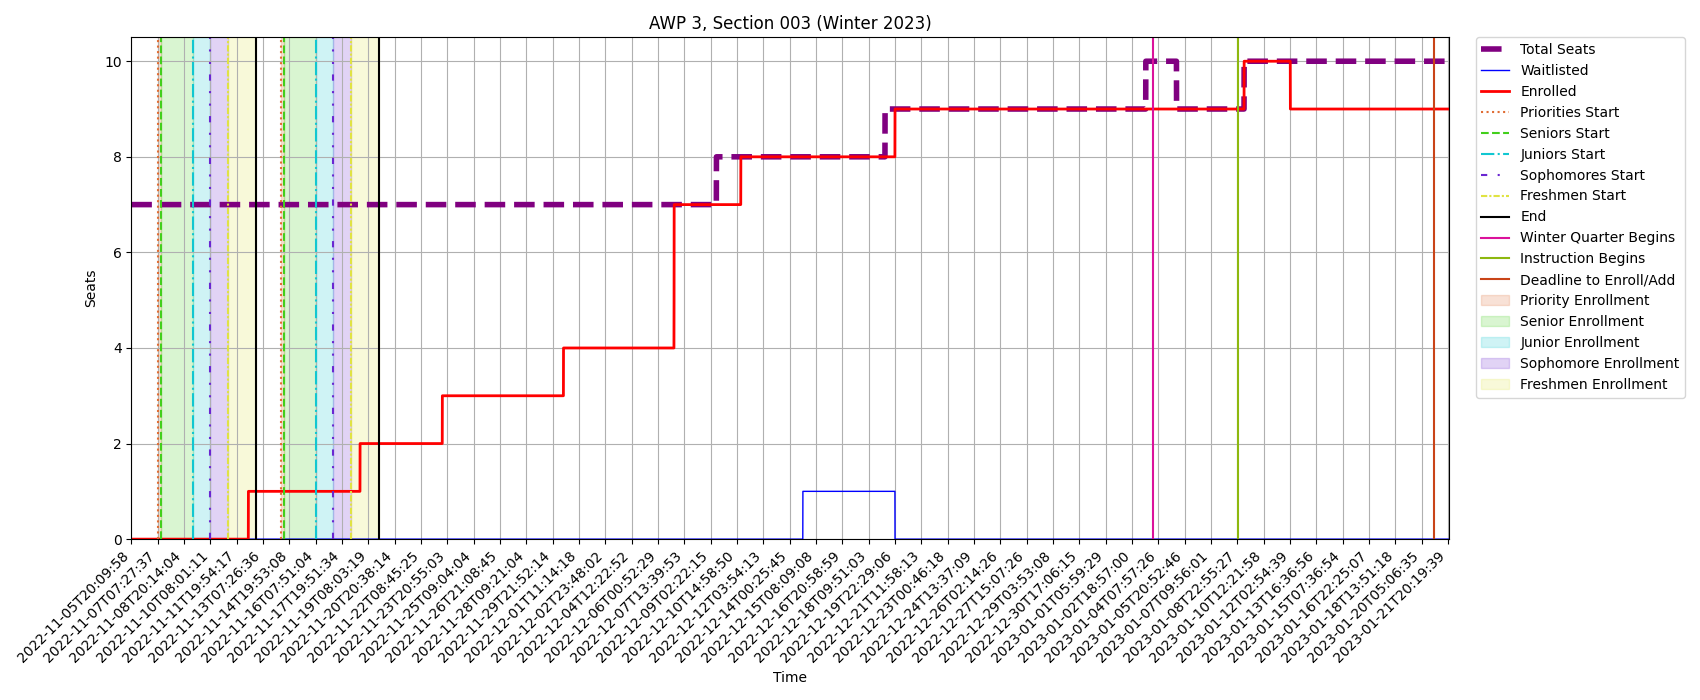 AWP 3, Section 003 (Winter 2023)
10
8
6
4
2
0
Seats
2022-11-05T20:09:58
2022-11-07T07:27:37
2022-11-08T20:14:04
2022-11-10T08:01:11
2022-11-11T19:54:17
2022-11-13T07:26:36
2022-11-14T19:53:08
2022-11-16T07:51:04
2022-11-17T19:51:34
2022-11-19T08:03:19
2022-11-20T20:38:14
2022-11-22T08:45:25
2022-11-23T20:55:03
2022-11-25T09:04:04
2022-11-26T21:08:45
2022-11-28T09:21:04
2022-11-29T21:52:14
2022-12-01T11:14:18
2022-12-02T23:48:02
2022-12-04T12:22:52
2022-12-06T00:52:29
2022-12-07T13:39:53
2022-12-09T02:22:15
2022-12-10T14:58:50
2022-12-12T03:54:13
2022-12-14T00:25:45
2022-12-15T08:09:08
2022-12-16T20:58:59
2022-12-18T09:51:03
2022-12-19T22:29:06
2022-12-21T11:58:13
2022-12-23T00:46:18
2022-12-24T13:37:09
2022-12-26T02:14:26
2022-12-27T15:07:26
2022-12-29T03:53:08
2022-12-30T17:06:15
2023-01-01T05:59:29
2023-01-02T18:57:00
2023-01-04T07:57:26
2023-01-05T20:52:46
2023-01-07T09:56:01
2023-01-08T22:55:27
2023-01-10T12:21:58
2023-01-12T02:54:39
2023-01-13T16:36:56
2023-01-15T07:36:54
2023-01-16T22:25:07
2023-01-18T13:51:18
2023-01-20T05:06:35
2023-01-21T20:19:39
Time
Total Seats
Waitlisted
Enrolled
Priorities Start
Seniors Start
Juniors Start
Sophomores Start
Freshmen Start
End
Winter Quarter Begins
Instruction Begins
Deadline to Enroll/Add
Priority Enrollment
Senior Enrollment
Junior Enrollment
Sophomore Enrollment
Freshmen Enrollment